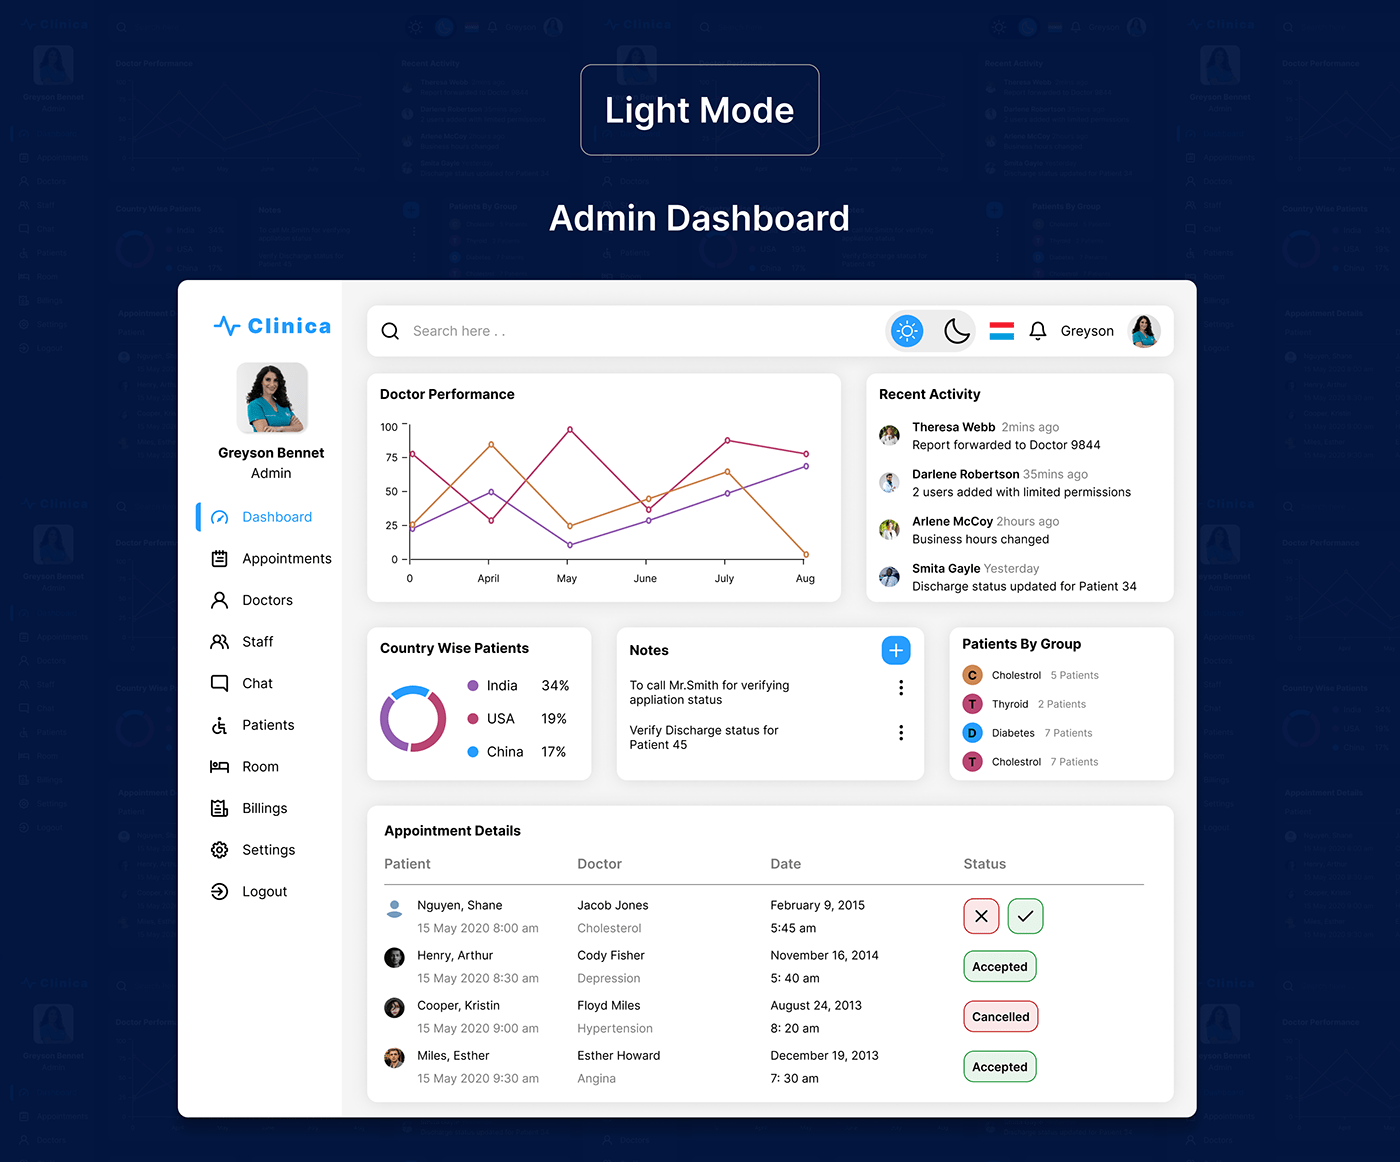 Light Mode
Admin Dashboard
Clinica
Greyson Bennet
Admin
Dashboard
Appointments
Doctors
Staff
Chat
Patients
Room
Billings
Settings
Logout
Search here . .
Greyson
Doctor Performance
100
75
50
25
0
0 April May June July Aug
Recent Activity
Theresa Webb 2mins ago
Report forwarded to Doctor 9844
Darlene Robertson 35mins ago
2 users added with limited permissions
Arlene McCoy 2hours ago
Business hours changed
Smita Gayle Yesterday
Discharge status updated for Patient 34
Country Wise Patients
India 34%
USA 19%
China 17%
Notes
To call Mr.Smith for verifying
appliation status
Verify Discharge status for
Patient 45
Patients By Group
C Cholestrol 5 Patients
T Thyroid 2 Patients
D Diabetes 7 Patients
T Cholestrol 7 Patients
Appointment Details
Patient Doctor Date Status
Nguyen, Shane Jacob Jones February 9, 2015
15 May 2020 8:00 am Cholesterol 5:45 am
Henry, Arthur Cody Fisher November 16, 2014
15 May 2020 8:30 am Depression 5: 40 am
Accepted
Cooper, Kristin Floyd Miles August 24, 2013
15 May 2020 9:00 am Hypertension 8: 20 am
Cancelled
Miles, Esther Esther Howard December 19, 2013
15 May 2020 9:30 am Angina 7: 30 am
Accepted